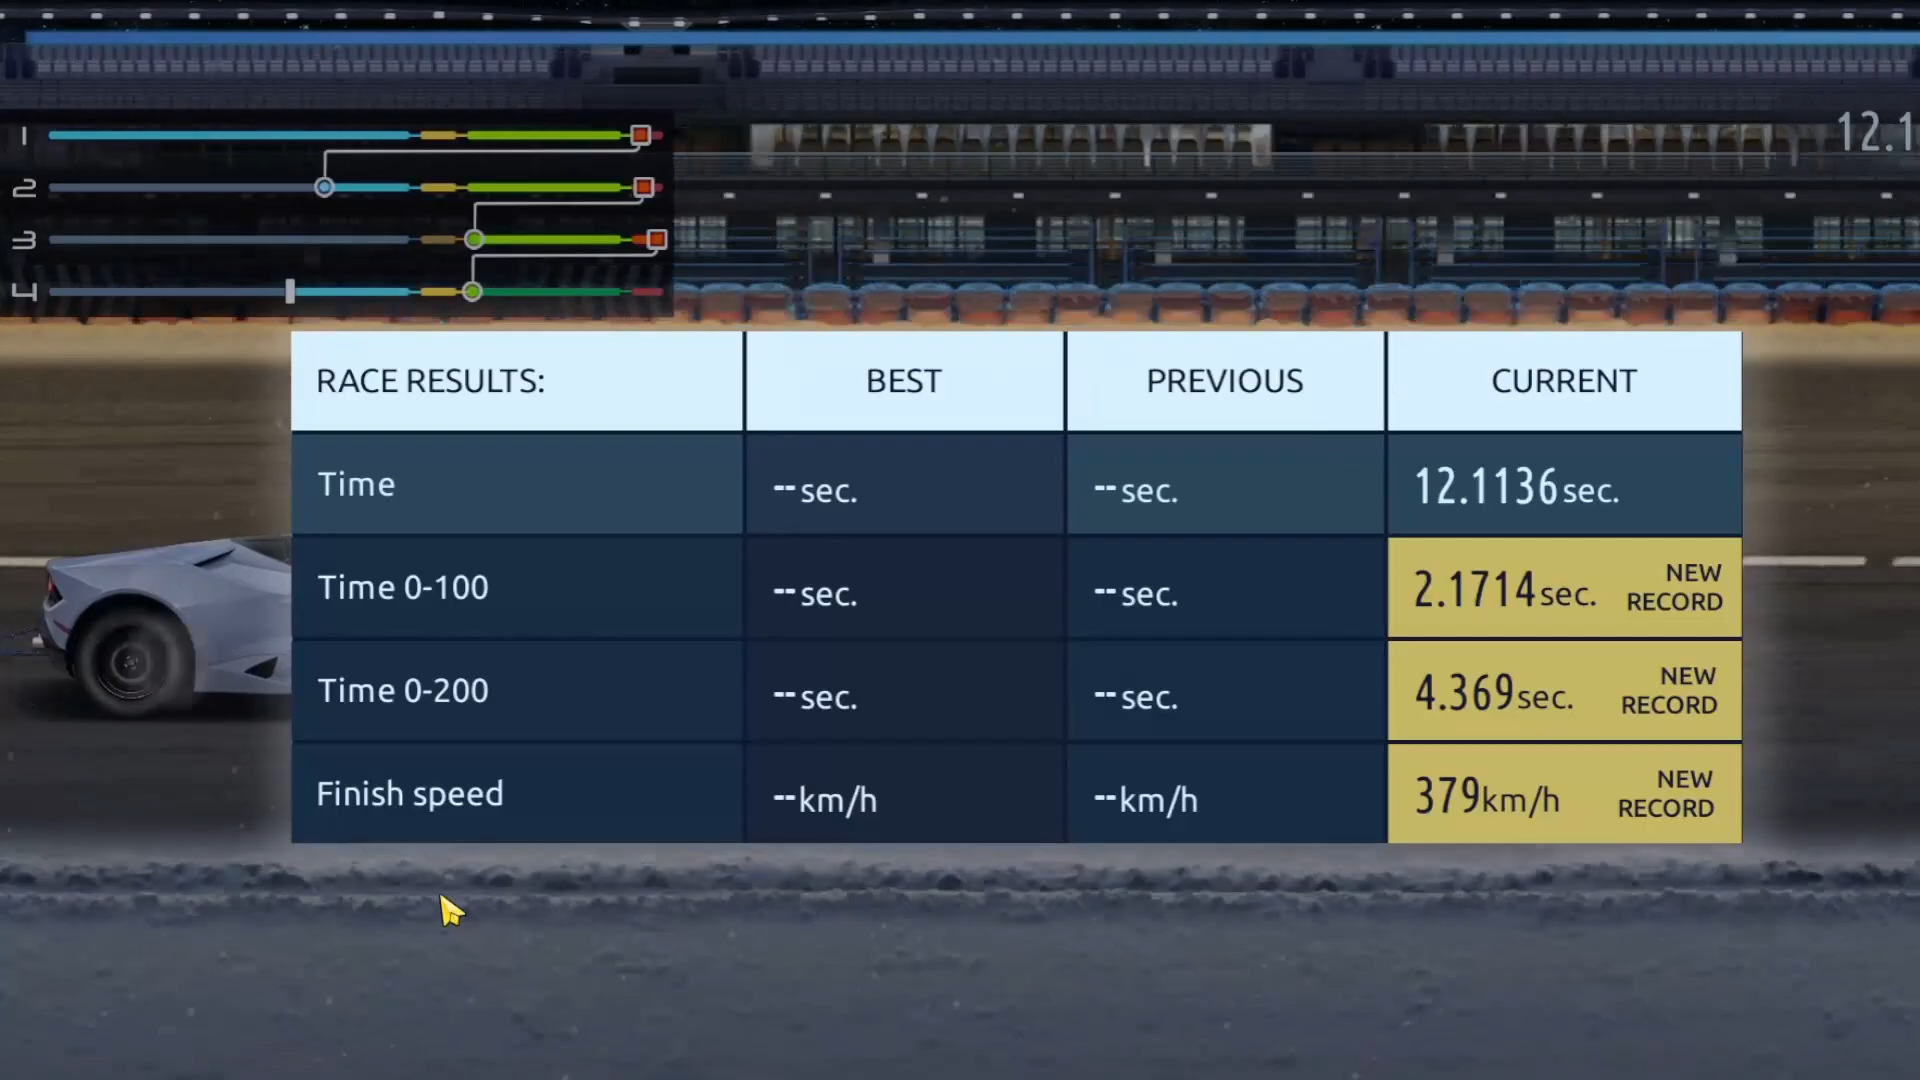 1
12.1
2
3
4
RACE RESULTS: BEST PREVIOUS CURRENT
Time --sec. --sec. 12.1136sec.
Time 0-100 --sec. --sec. 2.1714sec. NEW RECORD
Time 0-200 --sec. --sec. 4.369sec. NEW RECORD
Finish speed --km/h --km/h 379km/h NEW RECORD